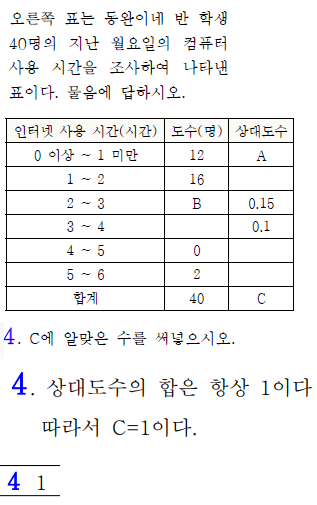 오른쪽 표는 동완이네 반 학생
40명의 지난 월요일의 컴퓨터
사용 시간을 조사하여 나타낸
표이다. 물음에 답하시오.
인터넷 사용 시간(시간) 도수(명) 상대도수
0 이상 ~ 1 미만 12 A
1 ~ 2 16
2 ~ 3 B 0.15
3 ~ 4 0.1
4 ~ 5 0
5 ~ 6 2
합계 40 C
4. C에 알맞은 수를 써넣으시오.
4. 상대도수의 합은 항상 1이다
따라서 C=1이다.
4 1